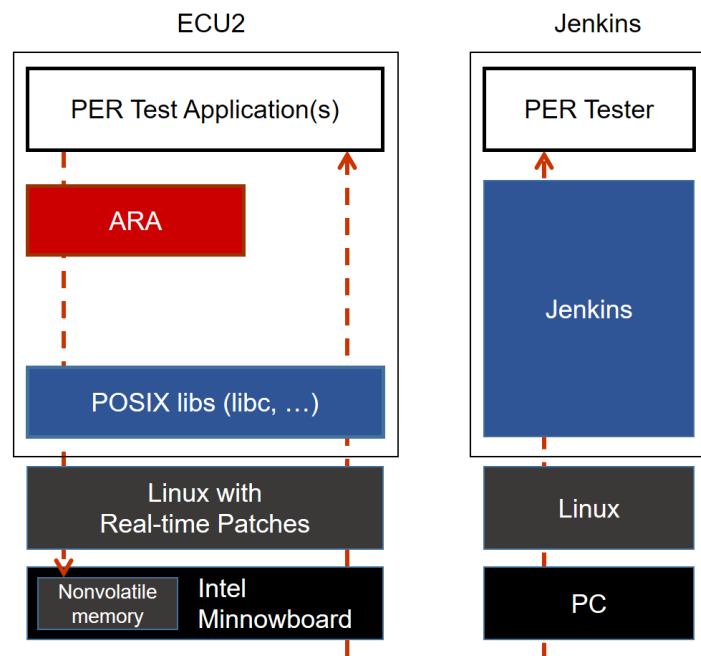 ECU2
PER Test Application(s)
ARA
POSIX libs (libc, …)
Linux with
Real-time Patches
Nonvolatile
memory
Intel
Minnowboard
Jenkins
PER Tester
Jenkins
Linux
PC